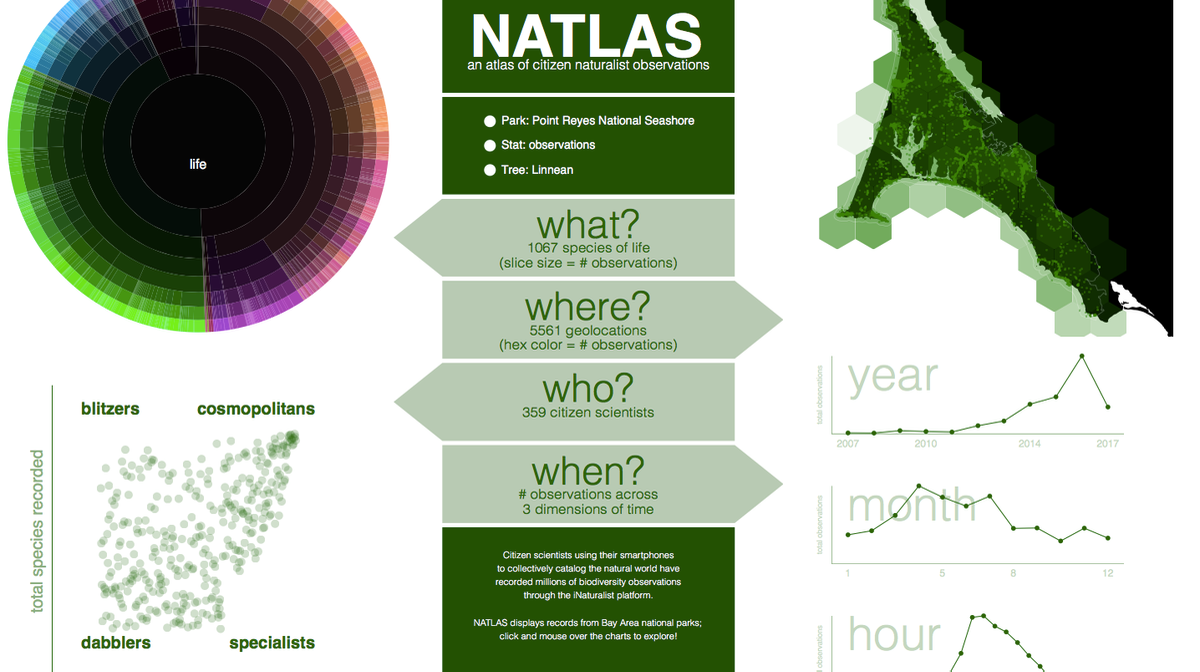 life
NATLAS
an atlas of citizen naturalist observations
Park: Point Reyes National Seashore
Stat: observations
Tree: Linnean
what?
1067 species of life
(slice size = # observations)
where?
5561 geolocations
(hex color = # observations)
who?
359 citizen scientists
when?
# observations across
3 dimensions of time
Citizen scientists using their smartphones
to collectively catalog the natural world have
recorded millions of biodiversity observations
through the iNaturalist platform.
NATLAS displays records from Bay Area national parks;
click and mouse over the charts to explore!
blitzers cosmopolitans
total species recorded
dabblers specialists
year
total observations
2007 2010 2014 2017
month
total observations
1 5 8 12
hour
total observations